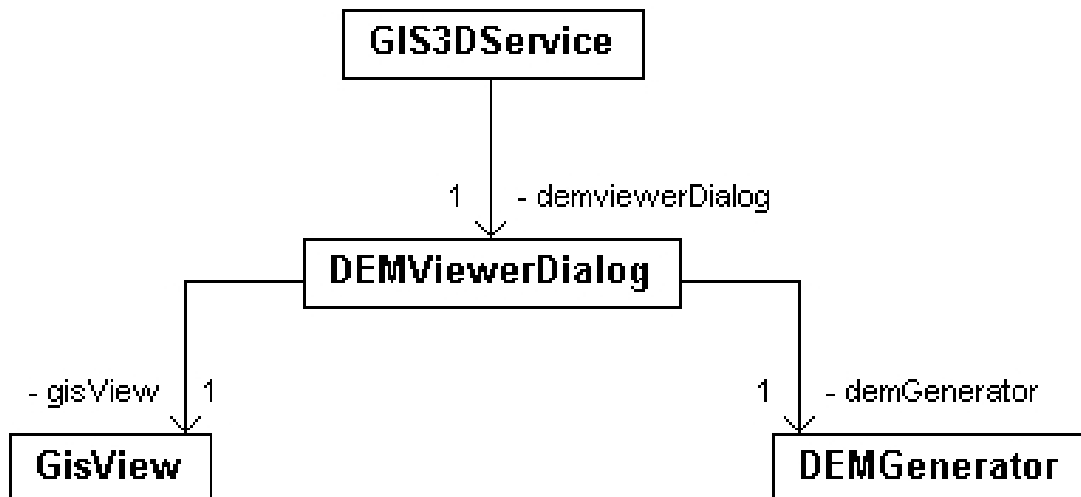 GIS3DService
1 - demviewerDialog
DEMViewerDialog
- gisView 1
1 - demGenerator
GisView
DEMGenerator